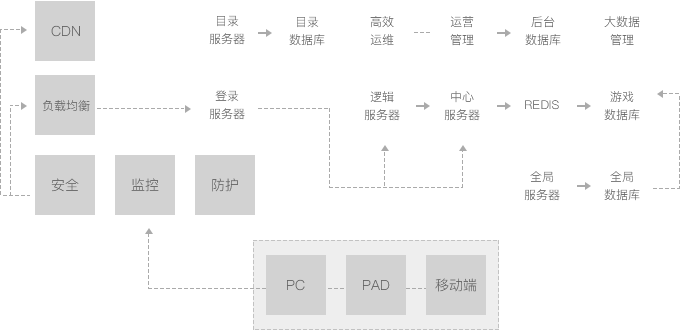 CDN
目录
服务器
目录
数据库
高效
运维
运营
管理
后台
数据库
大数据
管理
负载均衡
登录
服务器
逻辑
服务器
中心
服务器
REDIS
游戏
数据库
安全
监控
防护
全局
服务器
全局
数据库
PC
PAD
移动端